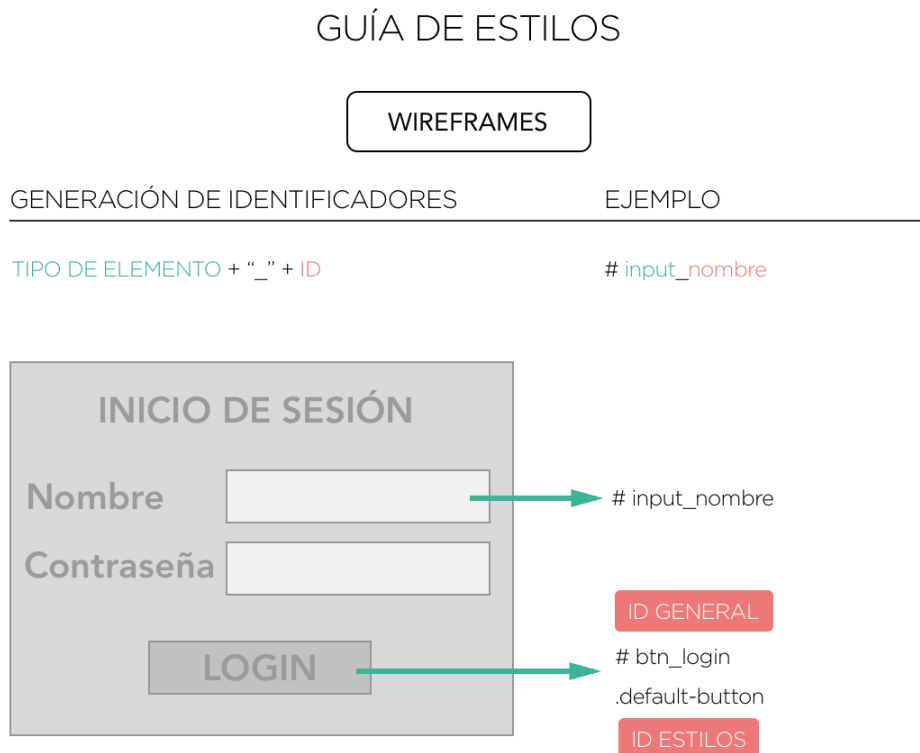 GUÍA DE ESTILOS
WIREFRAMES
GENERACIÓN DE IDENTIFICADORES
EJEMPLO
TIPO DE ELEMENTO + “_” + ID
# input_nombre
INICIO DE SESIÓN
Nombre
# input_nombre
Contraseña
ID GENERAL
LOGIN
# btn_login
.default-button
ID ESTILOS